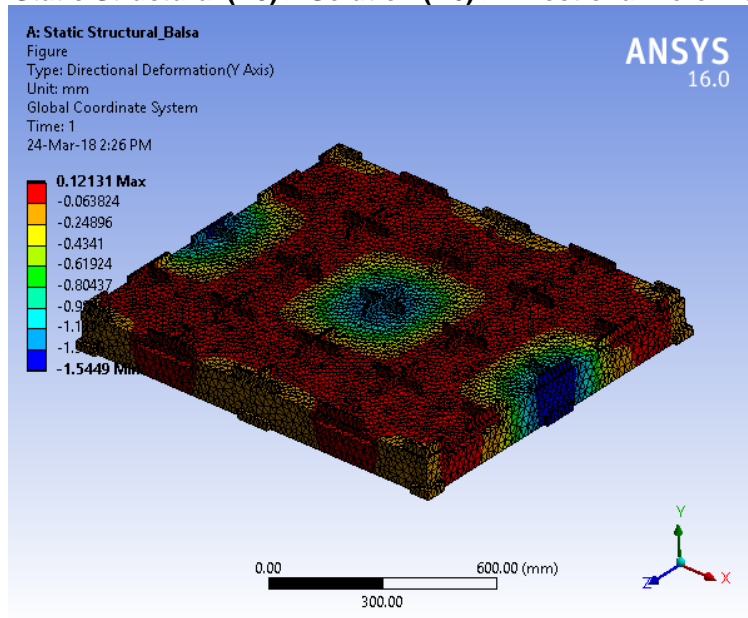 A: Static Structural_Balsa
Figure
Type: Directional Deformation(Y Axis)
Unit: mm
Global Coordinate System
Time: 1
24-Mar-18 2:26 PM
ANSYS
16.0
0.12131 Max
-0.063824
-0.24896
-0.4341
-0.61924
-0.80437
-1.5449
Y
X
Z
0.00
600.00 (mm)
300.00